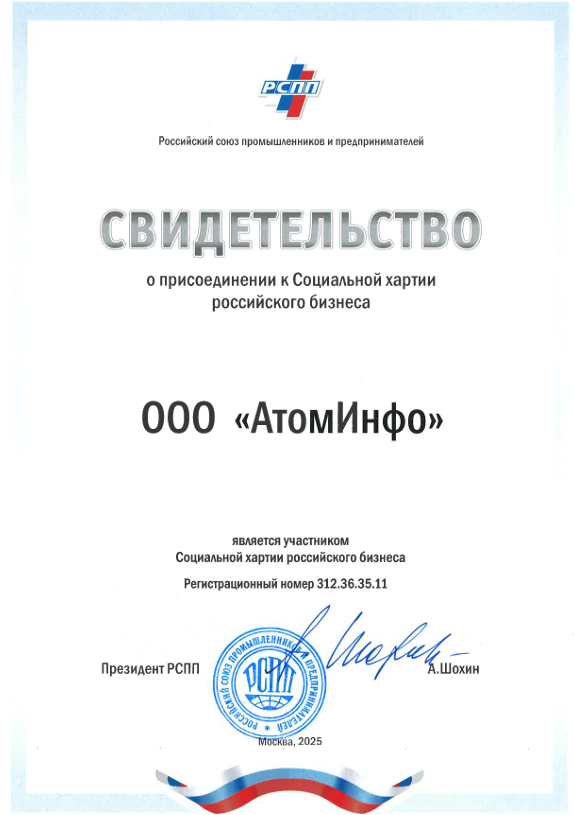 РСПП
Российский союз промышленников и предпринимателей
СВИДЕТЕЛЬСТВО
о присоединении к Социальной хартии
российского бизнеса
ООО «АтомИнфо»
является участником
Социальной хартии российского бизнеса
Регистрационный номер 312.36.35.11
Президент РСПП
РОССИЙСКИЙ СОЮЗ ПРОМЫШЛЕННИКОВ И ПРЕДПРИНИМАТЕЛЕЙ
РСПП
А.Шохин
Москва, 2025